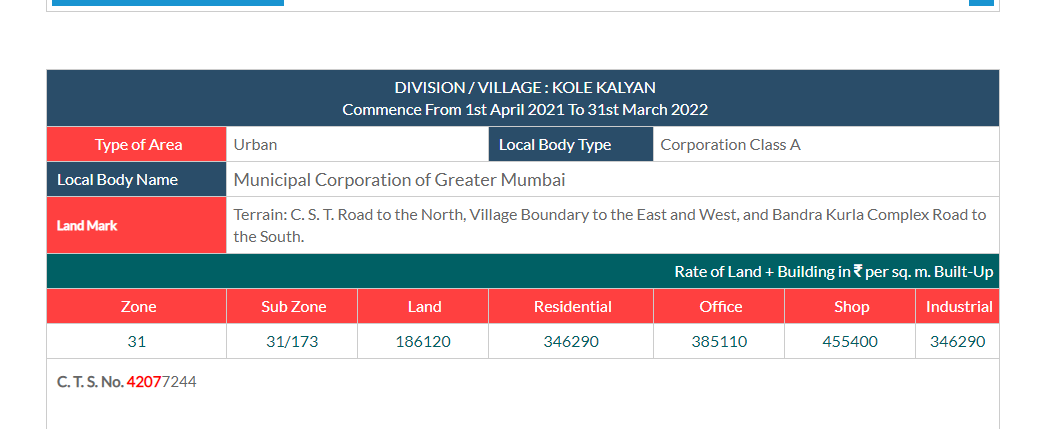 DIVISION / VILLAGE : KOLE KALYAN
Commence From 1st April 2021 To 31st March 2022
Type of Area Urban Local Body Type Corporation Class A
Local Body Name Municipal Corporation of Greater Mumbai
Land Mark Terrain: C. S. T. Road to the North, Village Boundary to the East and West, and Bandra Kurla Complex Road to
the South.
Rate of Land + Building in ₹ per sq. m. Built-Up
Zone Sub Zone Land Residential Office Shop Industrial
31 31/173 186120 346290 385110 455400 346290
C. T. S. No. 42077244